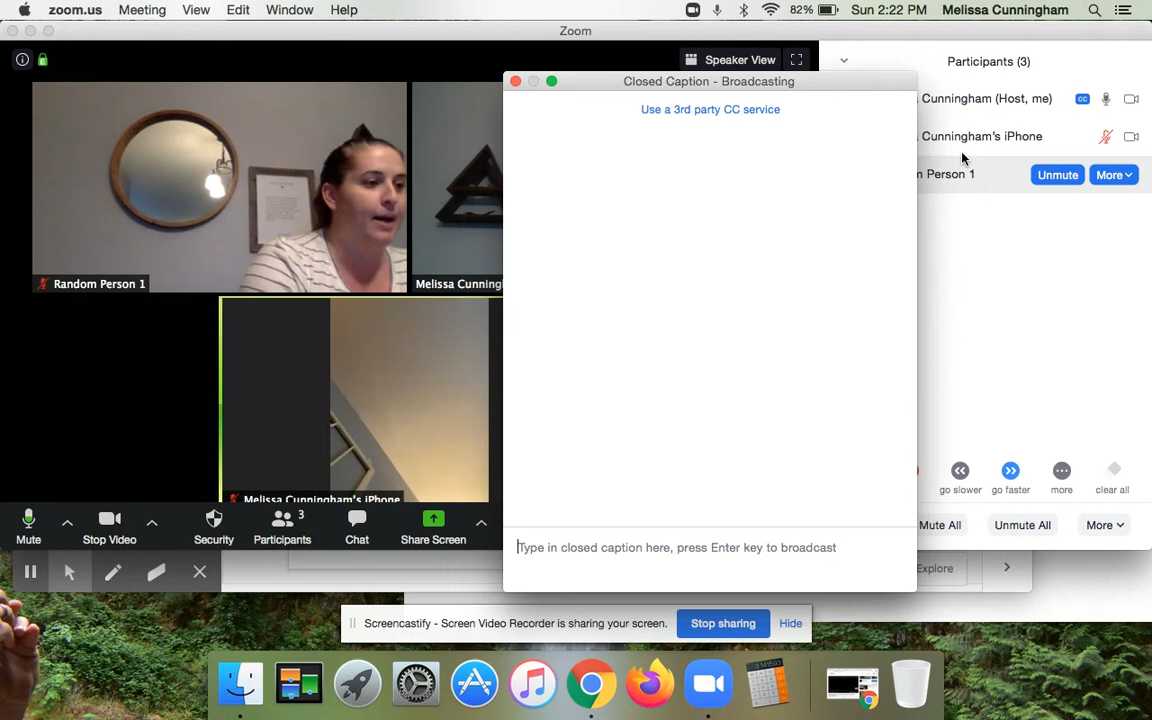 zoom.us Meeting View Edit Window Help 82% Sun 2:22 PM Melissa Cunningham
Zoom
Speaker View
Participants (3)
Closed Caption - Broadcasting
Use a 3rd party CC service
Cunningham (Host, me) CC
Cunningham's iPhone
Person 1 Unmute More
Random Person 1
Melissa Cunning
Melissa Cunningham's iPhone
go slower go faster more clear all
Mute All Unmute All More
Mute Stop Video Security Participants 3 Chat Share Screen
Type in closed caption here, press Enter key to broadcast
Explore
Screencastify - Screen Video Recorder is sharing your screen. Stop sharing Hide